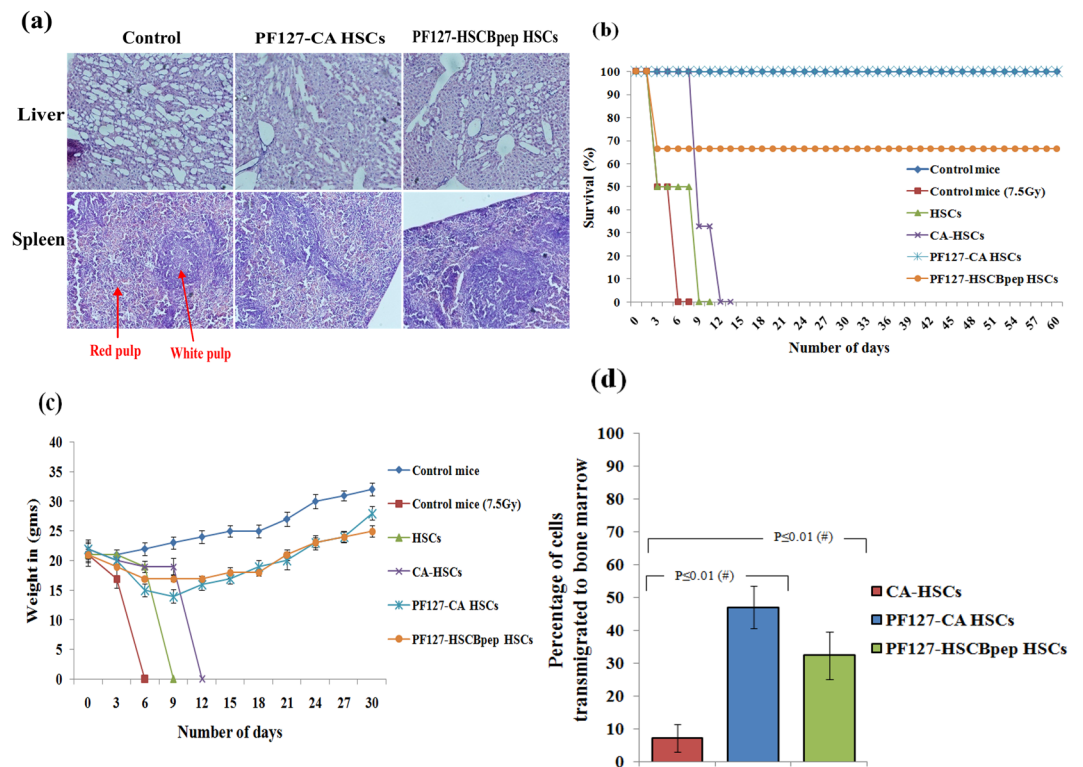 (a)
Control
PF127-CA HSCs
PF127-HSCBpep HSCs
Liver
Spleen
Red pulp
White pulp
(b)
Survival (%)
100
90
80
70
60
50
40
30
20
10
0
0 3 6 9 12 15 18 21 24 27 30 33 36 39 42 45 48 51 54 57 60
Number of days
Control mice
Control mice (7.5Gy)
HSCs
CA-HSCs
PF127-CA HSCs
PF127-HSCBpep HSCs
(c)
Weight in (gms)
40
35
30
25
20
15
10
5
0
0 3 6 9 12 15 18 21 24 27 30
Number of days
Control mice
Control mice (7.5Gy)
HSCs
CA-HSCs
PF127-CA HSCs
PF127-HSCBpep HSCs
(d)
Percentage of cells
transmigrated to bone marrow
100
90
80
70
60
50
40
30
20
10
0
P≤0.01 (#)
P≤0.01 (#)
CA-HSCs
PF127-CA HSCs
PF127-HSCBpep HSCs